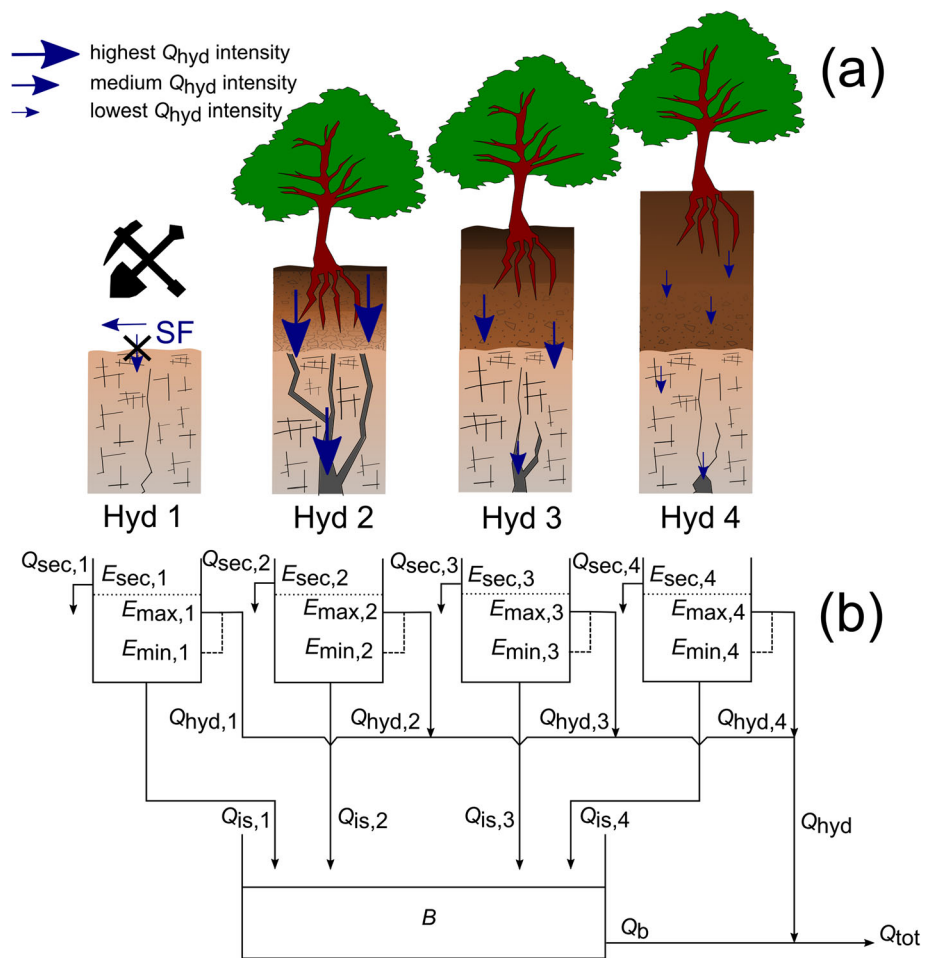 highest Qhyd intensity
(a)
medium Qhyd intensity
lowest Qhyd intensity
SF
Hyd 1 Hyd 2 Hyd 3 Hyd 4
Qsec,1 Esec,1 Qsec,2 Esec,2 Qsec,3 Esec,3 Qsec,4 Esec,4
Emax,1 Emax,2 Emax,3 Emax,4
(b)
Emin,1 Emin,2 Emin,3 Emin,4
Qhyd,1 Qhyd,2 Qhyd,3 Qhyd,4
Qis,1 Qis,2 Qis,3 Qis,4 Qhyd
B
Qb Qtot